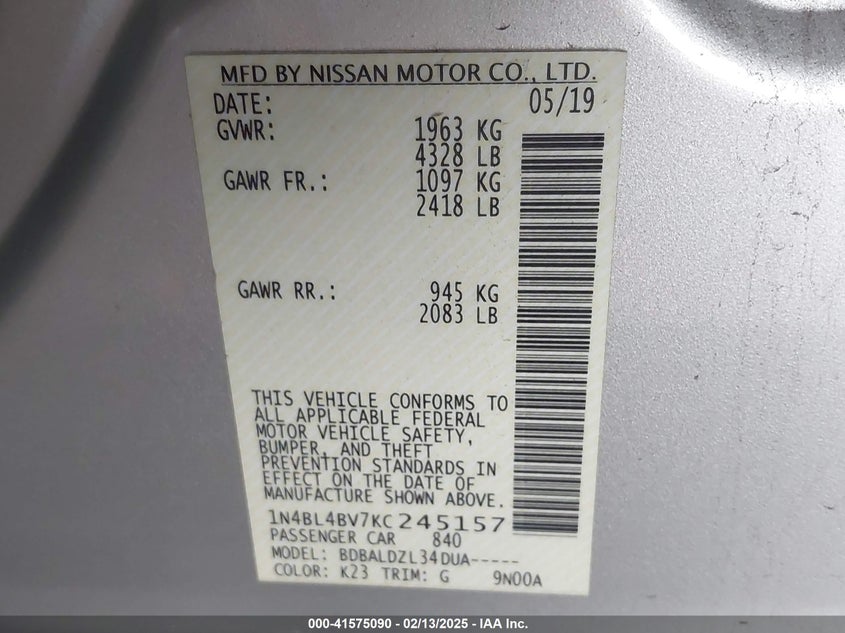 MFD BY NISSAN MOTOR CO., LTD.
DATE: 05/19
GVWR: 1963 KG
4328 LB
GAWR FR.: 1097 KG
2418 LB
GAWR RR.: 945 KG
2083 LB
THIS VEHICLE CONFORMS TO
ALL APPLICABLE FEDERAL
MOTOR VEHICLE SAFETY,
BUMPER, AND THEFT
PREVENTION STANDARDS IN
EFFECT ON THE DATE OF
MANUFACTURE SHOWN ABOVE.
1N4BL4BV7KC245157
PASSENGER CAR 840
MODEL: BDBALDZL34DUA-----
COLOR: K23 TRIM: G 9N00A
000-41575090 - 02/13/2025 - IAA Inc.